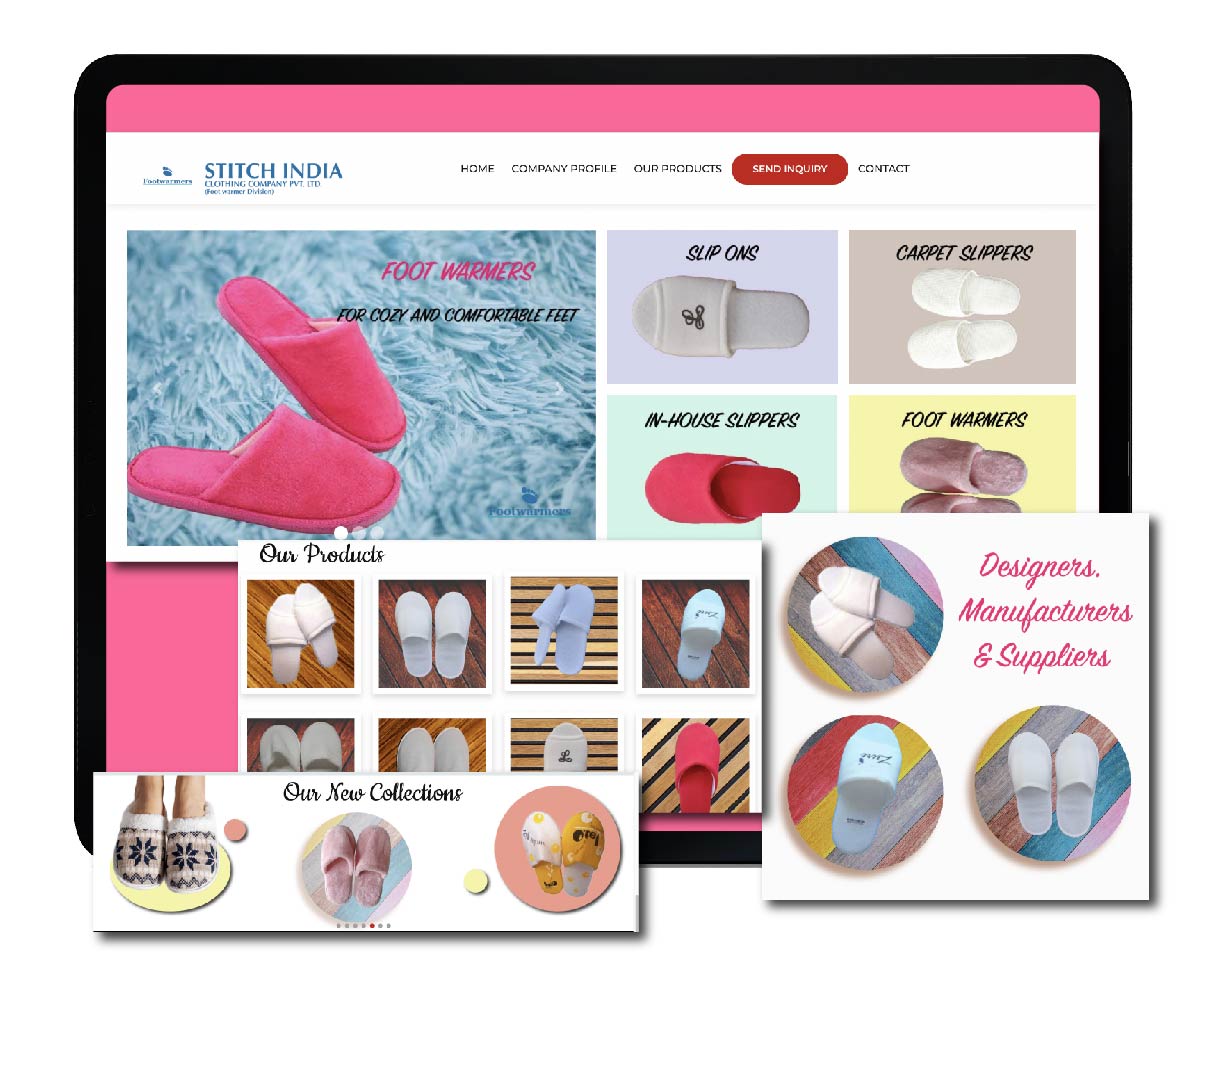 Footwarmers
STITCH INDIA
CLOTHING COMPANY PVT. LTD
(Foot warmer Division)
HOME COMPANY PROFILE OUR PRODUCTS SEND INQUIRY CONTACT
FOOT WARMERS
FOR COZY AND COMFORTABLE FEET
Footwarmers
SLIP ONS
CARPET SLIPPERS
IN-HOUSE SLIPPERS
FOOT WARMERS
Our Products
Designers,
Manufacturers
& Suppliers
Our New Collections